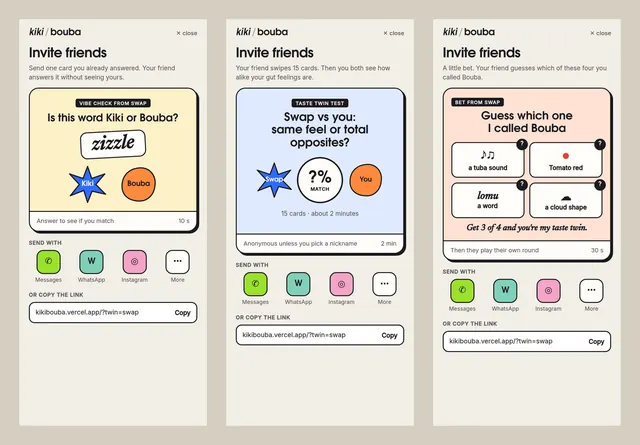 kiki / bouba
× close
Invite friends
Send one card you already answered. Your friend
answers it without seeing yours.
VIBE CHECK FROM SWAP
Is this word Kiki or Bouba?
zizzle
Kiki
Bouba
Answer to see if you match
10 s
SEND WITH
Messages
W
WhatsApp
Instagram
More
OR COPY THE LINK
kikibouba.vercel.app/?twin=swap
Copy
kiki / bouba
× close
Invite friends
Your friend swipes 15 cards. Then you both see how
alike your gut feelings are.
TASTE TWIN TEST
Swap vs you:
same feel or total
opposites?
Swap
?%
MATCH
You
15 cards · about 2 minutes
Anonymous unless you pick a nickname
2 min
SEND WITH
Messages
W
WhatsApp
Instagram
More
OR COPY THE LINK
kikibouba.vercel.app/?twin=swap
Copy
kiki / bouba
× close
Invite friends
A little bet. Your friend guesses which of these four you
called Bouba.
BET FROM SWAP
Guess which one
I called Bouba
?
a tuba sound
?
Tomato red
?
lomu
a word
?
a cloud shape
Get 3 of 4 and you're my taste twin.
Then they play their own round
30 s
SEND WITH
Messages
W
WhatsApp
Instagram
More
OR COPY THE LINK
kikibouba.vercel.app/?twin=swap
Copy